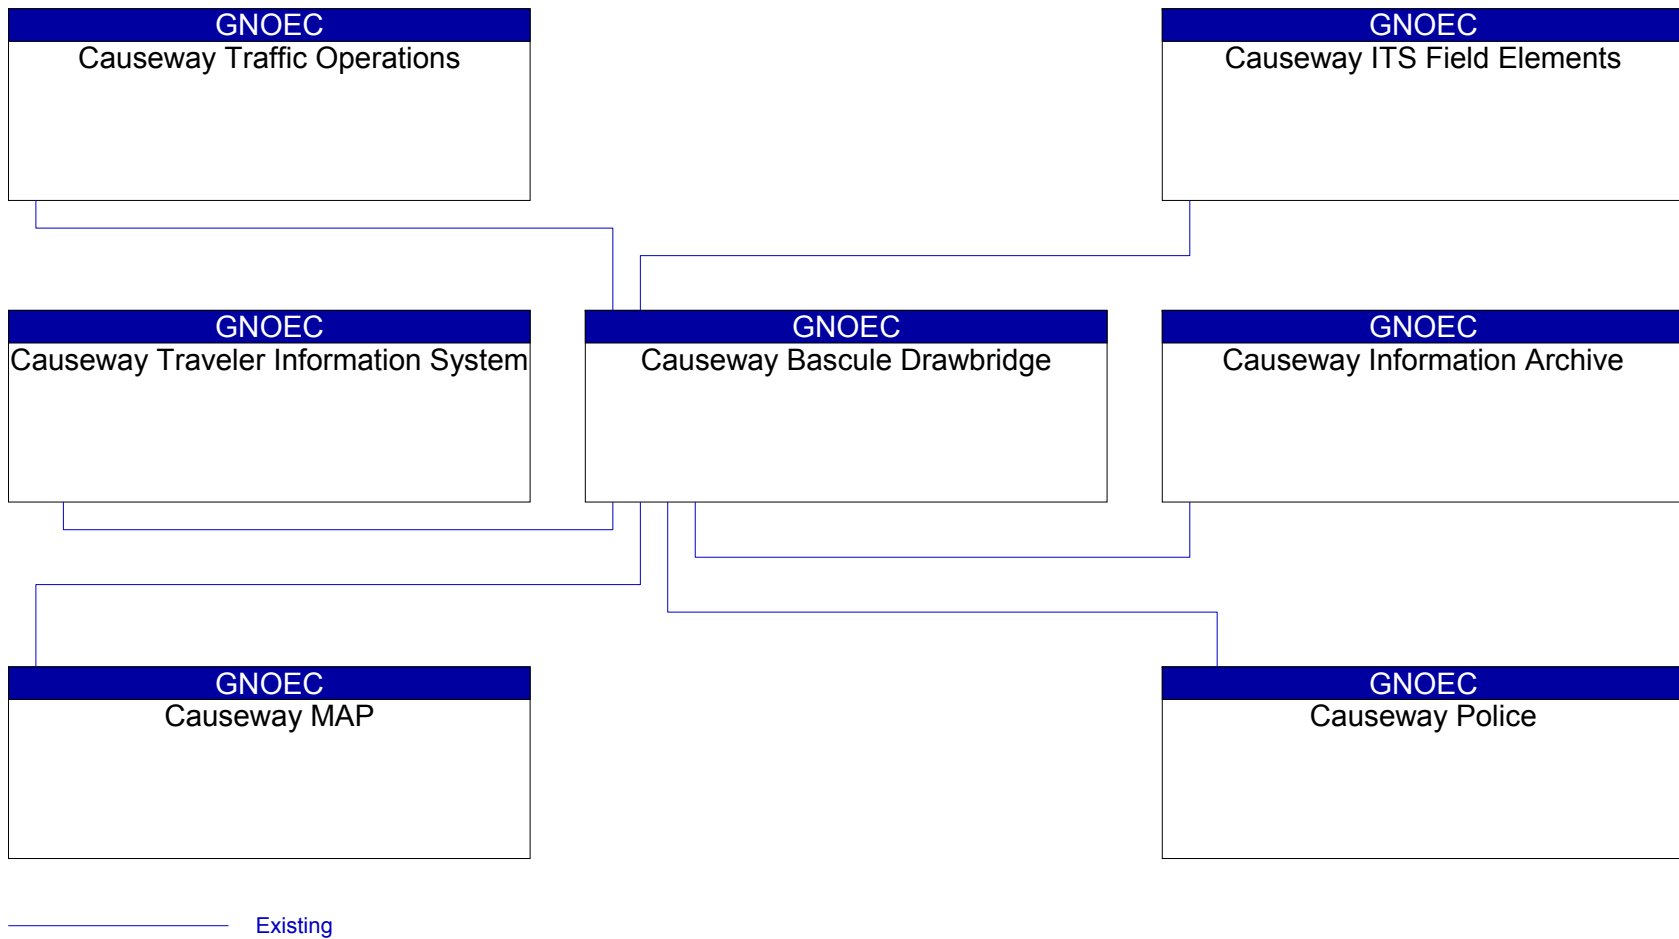 GNOEC
Causeway Traffic Operations
GNOEC
Causeway ITS Field Elements
GNOEC
Causeway Traveler Information System
GNOEC
Causeway Bascule Drawbridge
GNOEC
Causeway Information Archive
GNOEC
Causeway MAP
GNOEC
Causeway Police
Existing